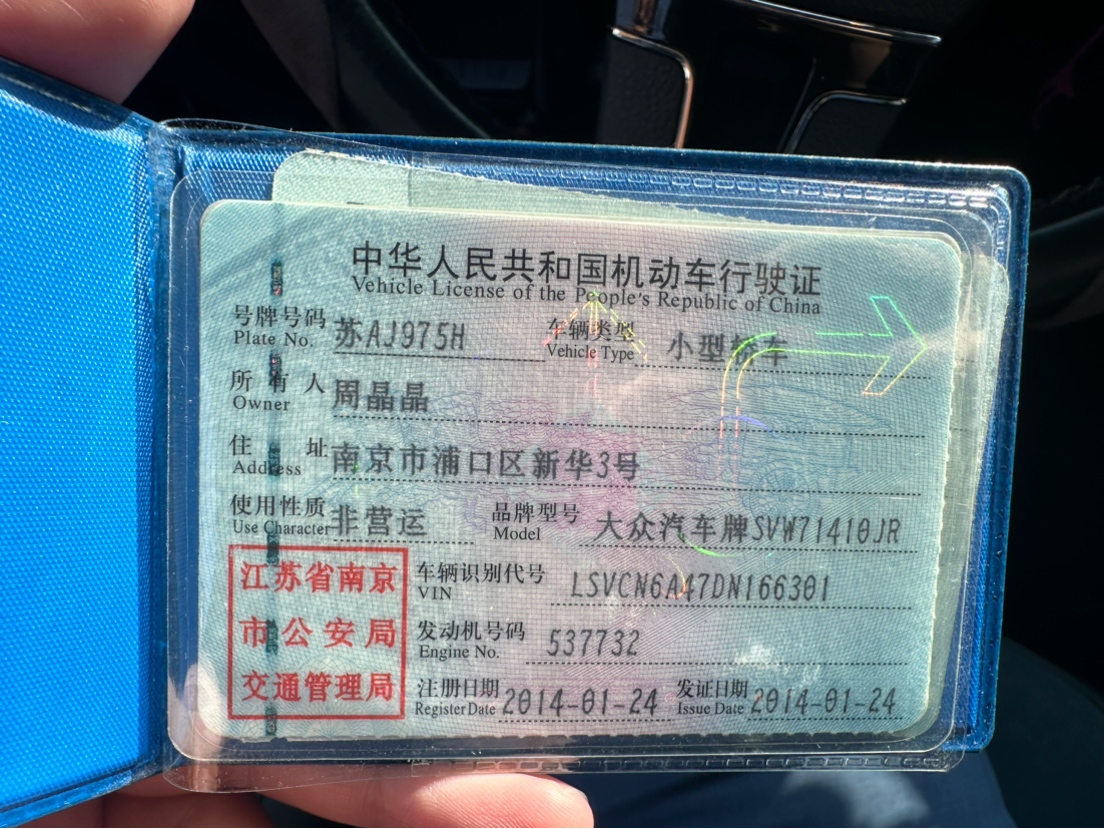 中华人民共和国机动车行驶证
Vehicle License of the People's Republic of China
号牌号码 苏AJ975H 车辆类型 小型轿车
Plate No. Vehicle Type
所有人 周晶晶
Owner
住址 南京市浦口区新华3号
Address
使用性质 非营运 品牌型号 大众汽车牌SVW71410JR
Use Character Model
江苏省南京
市公安局
交通管理局
车辆识别代号 LSVCN6A47DN166301
VIN
发动机号码 537732
Engine No.
注册日期 2014-01-24 发证日期 2014-01-24
Register Date Issue Date